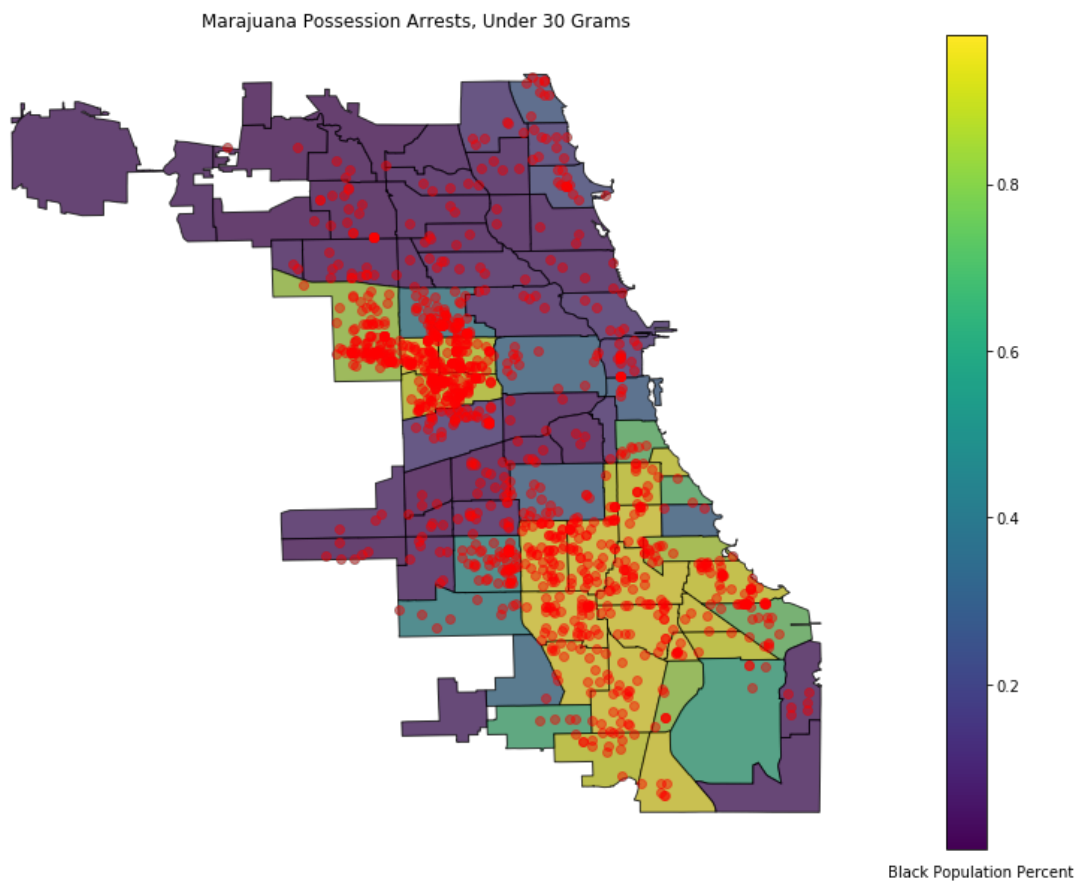 Marajuana Possession Arrests, Under 30 Grams
0.8
0.6
0.4
0.2
Black Population Percent